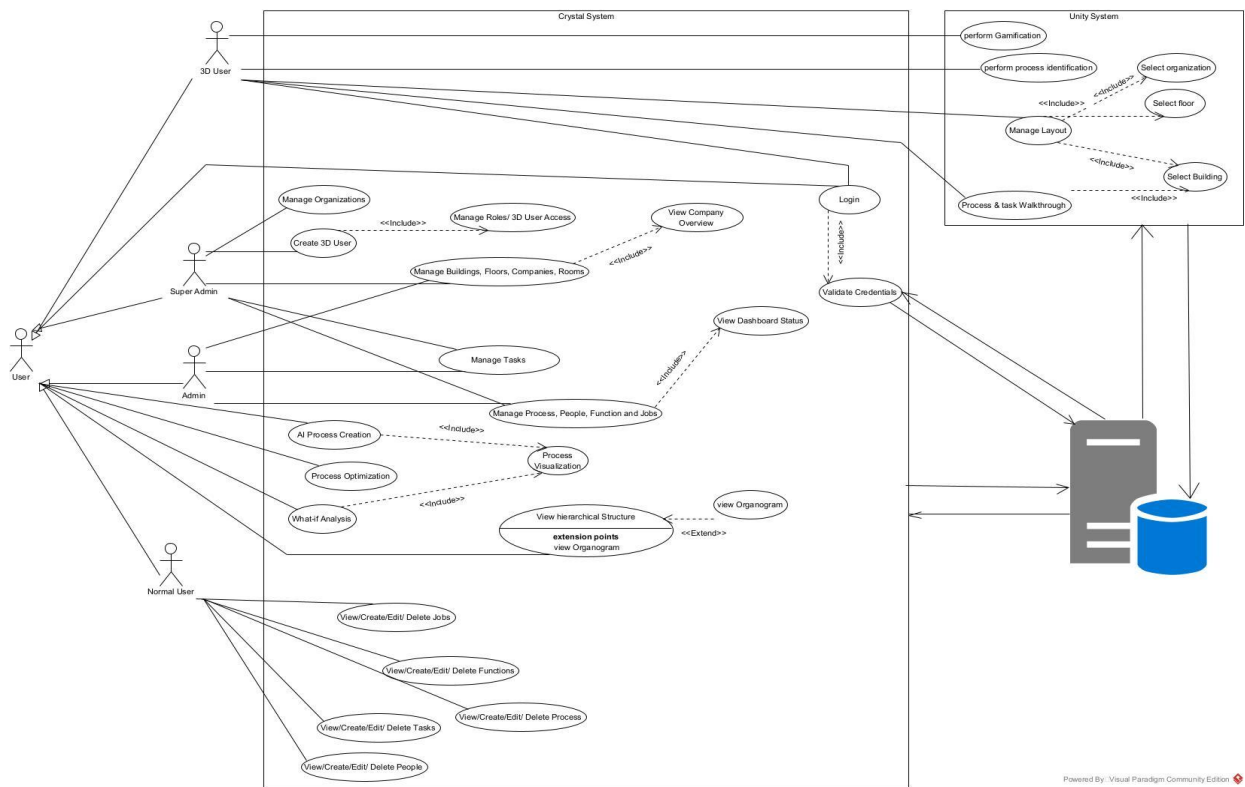 Crystal System
Unity System
perform Gamification
3D User
perform process identification
Select organization
<<Include>>
<<Include>>
Select floor
Manage Layout
<<Include>>
Select Building
<<Include>>
Process & task Walkthrough
Manage Organizations
Login
<<Include>>
Manage Roles/ 3D User Access
View Company
Overview
Create 3D User
<<Include>>
<<Include>>
Manage Buildings, Floors, Companies, Rooms
Super Admin
Validate Credentials
View Dashboard Status
User
Manage Tasks
<<Include>>
Admin
Manage Process, People, Function and Jobs
AI Process Creation
<<Include>>
Process
Visualization
Process Optimization
<<Include>>
What-if Analysis
View hierarchical Structure
extension points
view Organogram
view Organogram
<<Extend>>
Normal User
View/Create/Edit/ Delete Jobs
View/Create/Edit/ Delete Functions
View/Create/Edit/ Delete Process
View/Create/Edit/ Delete Tasks
View/Create/Edit/ Delete People
Powered By Visual Paradigm Community Edition